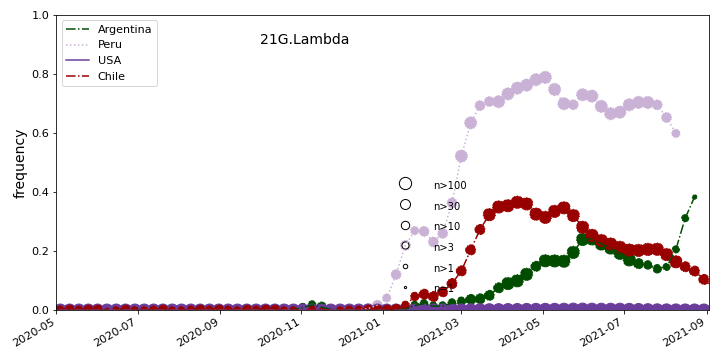 1.0
Argentina
Peru
USA
Chile
21G.Lambda
0.8
0.6
frequency
0.4
n>100
n>30
n>10
n>3
0.2
n>1
0.0
2020-05
2020-07
2020-09
2020-11
2021-01
2021-03
2021-05
2021-07
2021-09